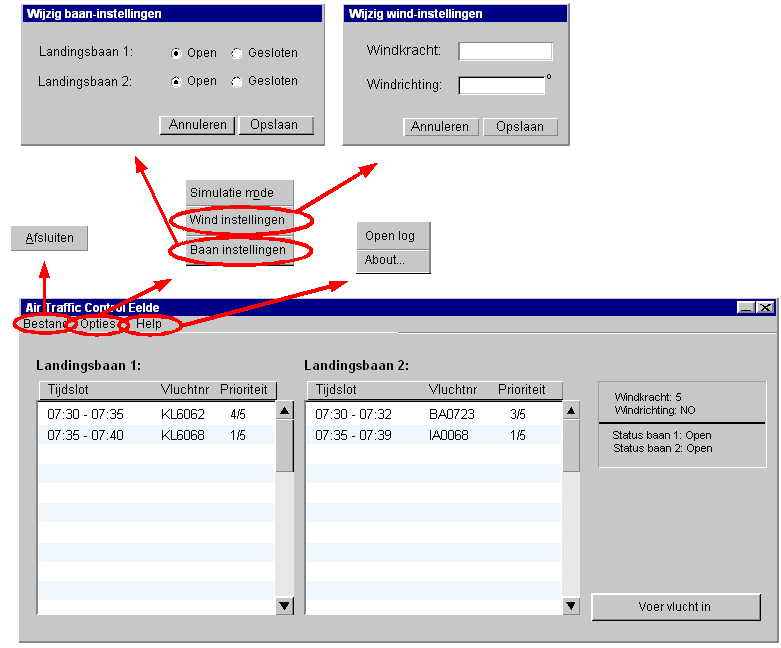 Wijzig baan-instellingen
Landingsbaan 1: Open Gesloten
Landingsbaan 2: Open Gesloten
Annuleren Opslaan
Wijzig wind-instellingen
Windkracht:
Windrichting: °
Annuleren Opslaan
Simulatie mode
Wind instellingen
Baan instellingen
Afsluiten
Open log
About...
Air Traffic Control Eelde
Bestand Opties Help
Landingsbaan 1:
Tijdslot Vluchtnr Prioriteit
07:30 - 07:35 KL6062 4/5
07:35 - 07:40 KL6068 1/5
Landingsbaan 2:
Tijdslot Vluchtnr Prioriteit
07:30 - 07:32 BA0723 3/5
07:35 - 07:39 IA0068 1/5
Windkracht: 5
Windrichting: NO
Status baan 1: Open
Status baan 2: Open
Voer vlucht in